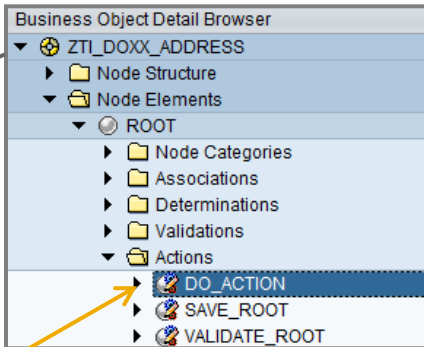 Business Object Detail Browser
ZTI_DOXX_ADDRESS
Node Structure
Node Elements
ROOT
Node Categories
Associations
Determinations
Validations
Actions
DO_ACTION
SAVE_ROOT
VALIDATE_ROOT